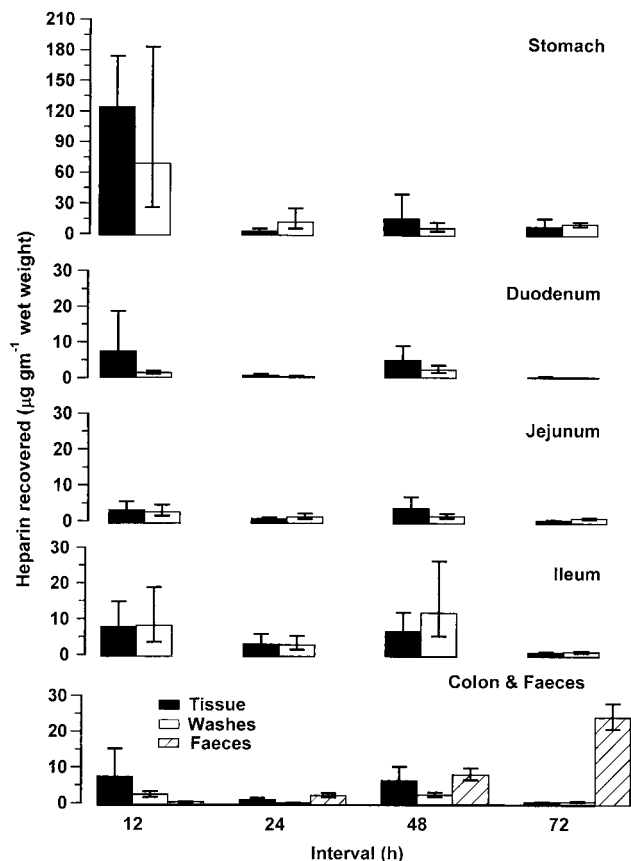 Heparin recovered (μg gm⁻¹ wet weight)
Stomach
210
180
150
120
90
60
30
0
Duodenum
30
20
10
0
Jejunum
30
20
10
0
Ileum
30
20
10
0
Colon & Faeces
30
20
10
0
Tissue
Washes
Faeces
12 24 48 72
Interval (h)